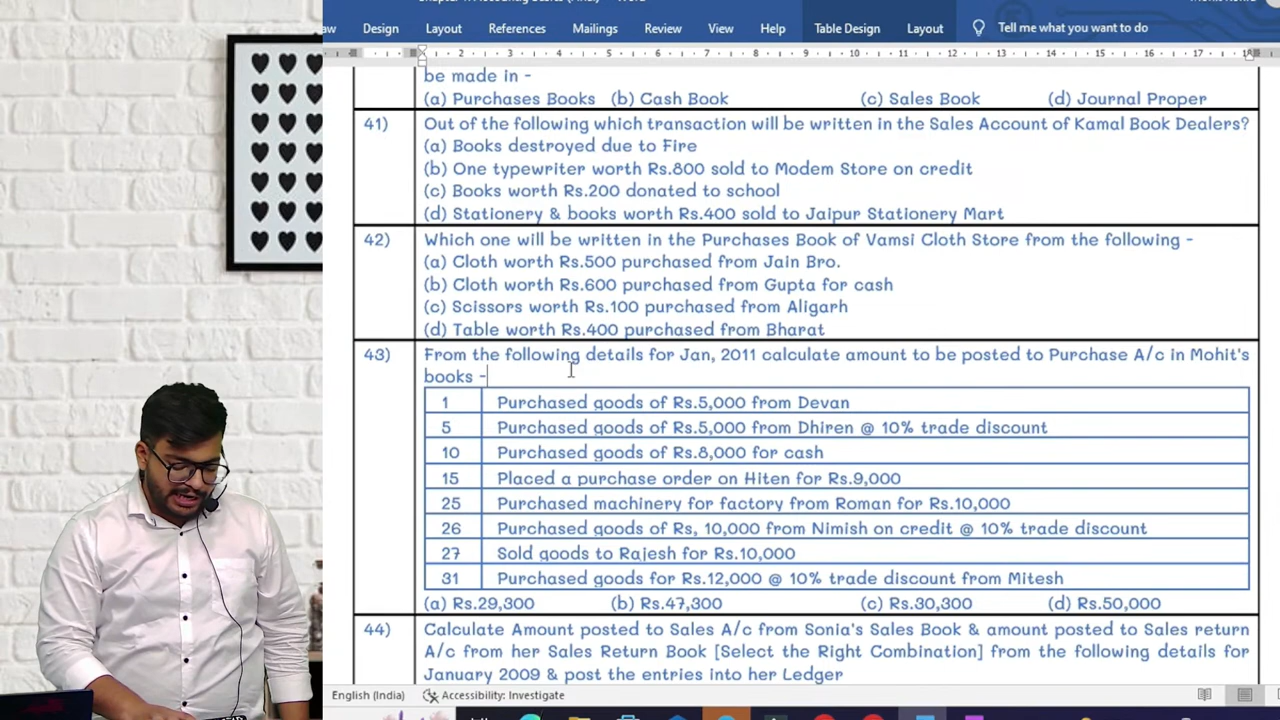 Design Layout References Mailings Review View Help Table Design Layout Tell me what you want to do
be made in -
(a) Purchases Books (b) Cash Book (c) Sales Book (d) Journal Proper
41) Out of the following which transaction will be written in the Sales Account of Kamal Book Dealers?
(a) Books destroyed due to Fire
(b) One typewriter worth Rs.800 sold to Modem Store on credit
(c) Books worth Rs.200 donated to school
(d) Stationery & books worth Rs.400 sold to Jaipur Stationery Mart
42) Which one will be written in the Purchases Book of Vamsi Cloth Store from the following -
(a) Cloth worth Rs.500 purchased from Jain Bro.
(b) Cloth worth Rs.600 purchased from Gupta for cash
(c) Scissors worth Rs.100 purchased from Aligarh
(d) Table worth Rs.400 purchased from Bharat
43) From the following details for Jan, 2011 calculate amount to be posted to Purchase A/c in Mohit's
books -
1 Purchased goods of Rs.5,000 from Devan
5 Purchased goods of Rs.5,000 from Dhiren @ 10% trade discount
10 Purchased goods of Rs.8,000 for cash
15 Placed a purchase order on Hiten for Rs.9,000
25 Purchased machinery for factory from Roman for Rs.10,000
26 Purchased goods of Rs, 10,000 from Nimish on credit @ 10% trade discount
27 Sold goods to Rajesh for Rs.10,000
31 Purchased goods for Rs.12,000 @ 10% trade discount from Mitesh
(a) Rs.29,300 (b) Rs.47,300 (c) Rs.30,300 (d) Rs.50,000
44) Calculate Amount posted to Sales A/c from Sonia's Sales Book & amount posted to Sales return
A/c from her Sales Return Book [Select the Right Combination] from the following details for
January 2009 & post the entries into her Ledger
English (India) Accessibility: Investigate